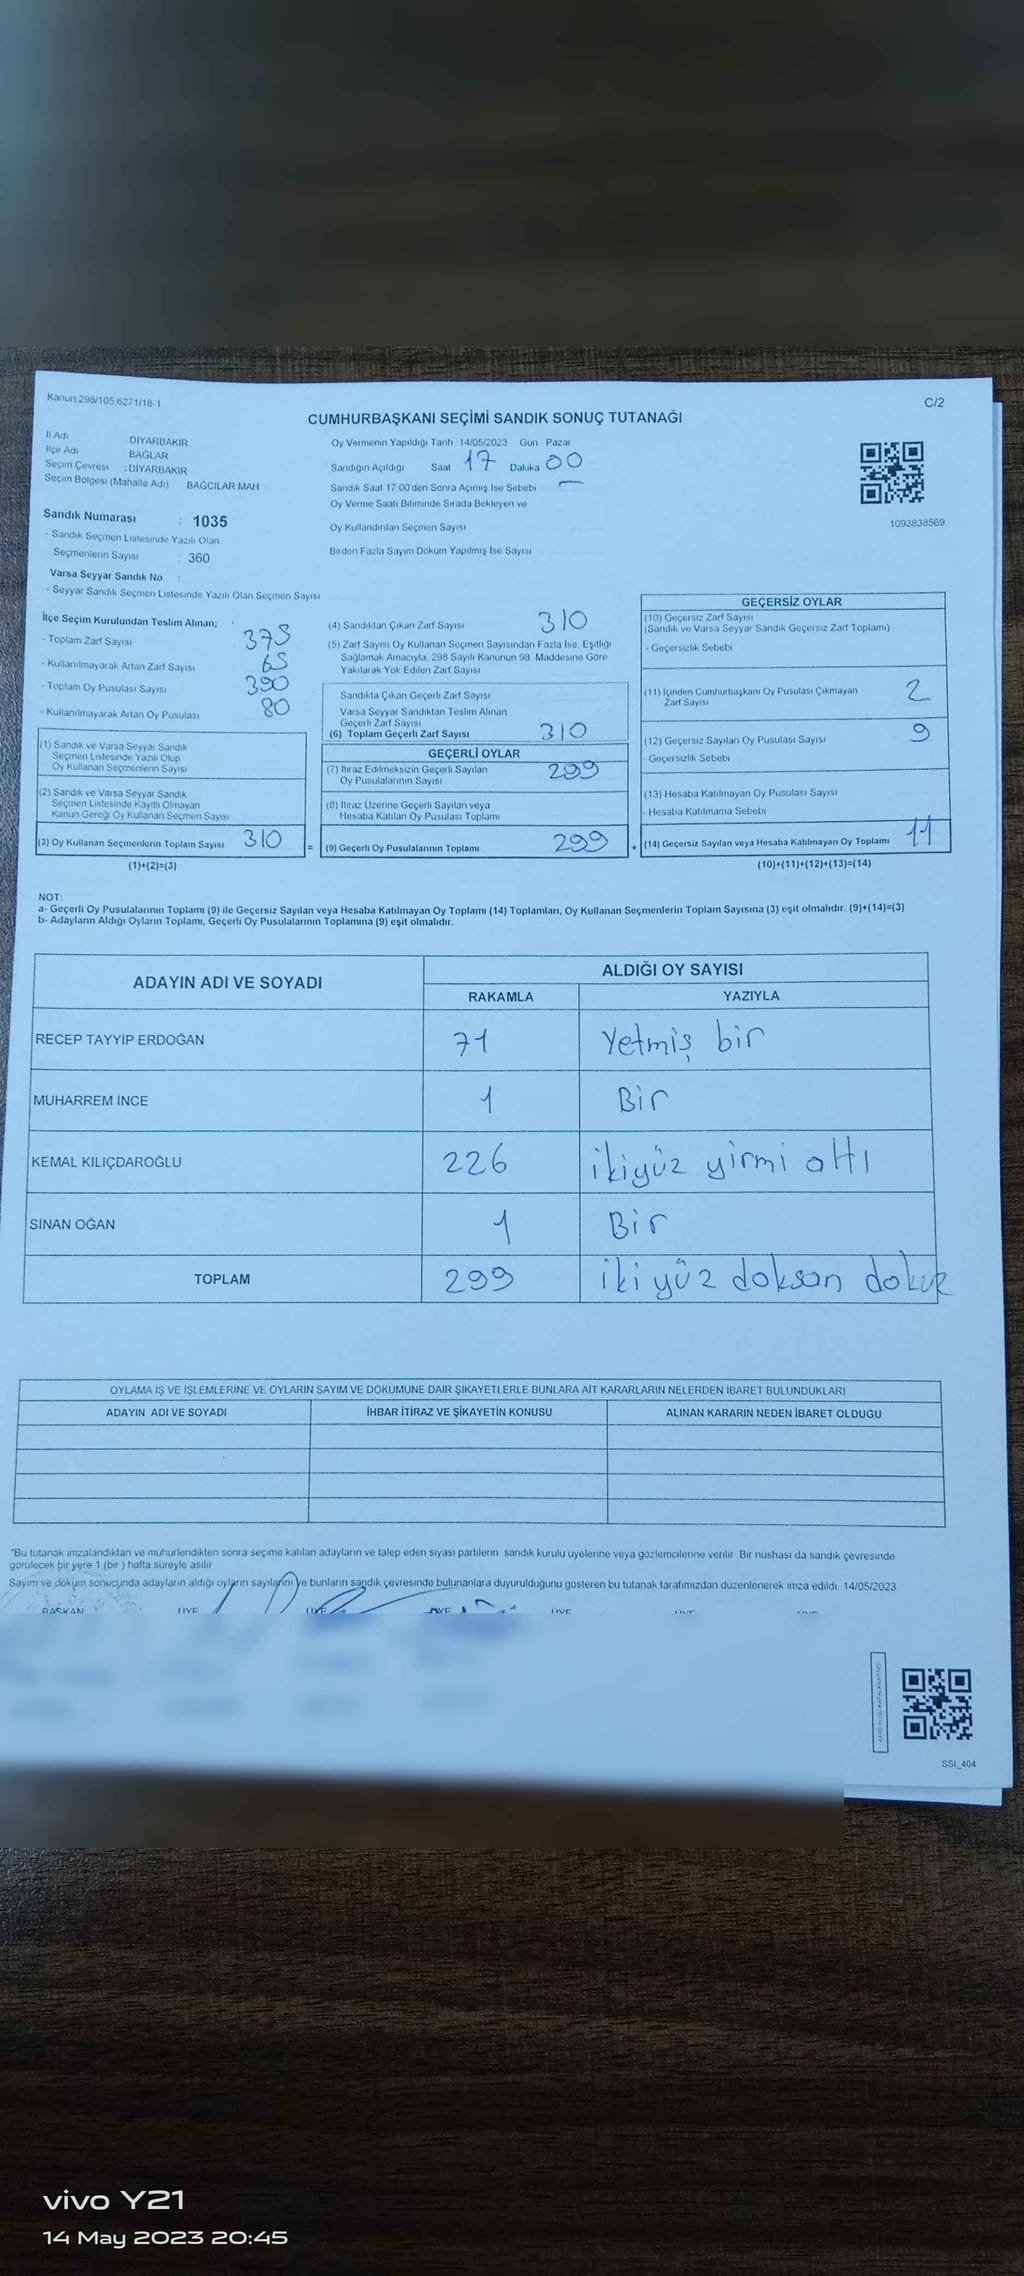 Kanun:298/105,6271/18-1
C/2
CUMHURBAŞKANI SEÇİMİ SANDIK SONUÇ TUTANAĞI
İl Adı DİYARBAKIR
İlçe Adı BAĞLAR
Seçim Çevresi : DİYARBAKIR
Seçim Bölgesi (Mahalle Adı) BAĞCILAR MAH
Sandık Numarası : 1035
- Sandık Seçmen Listesinde Yazılı Olan
Seçmenlerin Sayısı : 360
Varsa Seyyar Sandık No :
- Seyyar Sandık Seçmen Listesinde Yazılı Olan Seçmen Sayısı
Oy Vermenin Yapıldığı Tarih 14/05/2023 Gün Pazar
Sandığın Açıldığı Saat 17 Dakika 00
Sandık Saat 17.00'den Sonra Açılmış İse Sebebi —
Oy Verme Saati Bitiminde Sırada Bekleyen ve
Oy Kullandırılan Seçmen Sayısı
Birden Fazla Sayım Döküm Yapılmış İse Sayısı
1093838569
İlçe Seçim Kurulundan Teslim Alınan;
- Toplam Zarf Sayısı 375
- Kullanılmayarak Artan Zarf Sayısı 65
- Toplam Oy Pusulası Sayısı 390
- Kullanılmayarak Artan Oy Pusulası 80
(1) Sandık ve Varsa Seyyar Sandık
Seçmen Listesinde Yazılı Olup
Oy Kullanan Seçmenlerin Sayısı
(2) Sandık ve Varsa Seyyar Sandık
Seçmen Listesinde Kayıtlı Olmayan
Kanun Gereği Oy Kullanan Seçmen Sayısı
(3) Oy Kullanan Seçmenlerin Toplam Sayısı 310
(1)+(2)=(3)
=
(4) Sandıktan Çıkan Zarf Sayısı 310
(5) Zarf Sayısı Oy Kullanan Seçmen Sayısından Fazla İse, Eşitliği
Sağlamak Amacıyla, 298 Sayılı Kanunun 98. Maddesine Göre
Yakılarak Yok Edilen Zarf Sayısı
Sandıkta Çıkan Geçerli Zarf Sayısı
Varsa Seyyar Sandıktan Teslim Alınan
Geçerli Zarf Sayısı
(6) Toplam Geçerli Zarf Sayısı 310
GEÇERLİ OYLAR
(7) İtiraz Edilmeksizin Geçerli Sayılan
Oy Pusulalarının Sayısı 299
(8) İtiraz Üzerine Geçerli Sayılan veya
Hesaba Katılan Oy Pusulası Toplamı
(9) Geçerli Oy Pusulalarının Toplamı 299
+
GEÇERSİZ OYLAR
(10) Geçersiz Zarf Sayısı
(Sandık ve Varsa Seyyar Sandık Geçersiz Zarf Toplamı)
- Geçersizlik Sebebi
(11) İçinden Cumhurbaşkanı Oy Pusulası Çıkmayan
Zarf Sayısı 2
(12) Geçersiz Sayılan Oy Pusulası Sayısı 9
- Geçersizlik Sebebi
(13) Hesaba Katılmayan Oy Pusulası Sayısı
- Hesaba Katılmama Sebebi
(14) Geçersiz Sayılan veya Hesaba Katılmayan Oy Toplamı 11
(10)+(11)+(12)+(13)=(14)
NOT:
a- Geçerli Oy Pusulalarının Toplamı (9) ile Geçersiz Sayılan veya Hesaba Katılmayan Oy Toplamı (14) Toplamları, Oy Kullanan Seçmenlerin Toplam Sayısına (3) eşit olmalıdır. (9)+(14)=(3)
b- Adayların Aldığı Oyların Toplamı, Geçerli Oy Pusulalarının Toplamına (9) eşit olmalıdır.
ADAYIN ADI VE SOYADI ALDIĞI OY SAYISI
RAKAMLA YAZIYLA
RECEP TAYYİP ERDOĞAN 71 Yetmiş bir
MUHARREM İNCE 1 Bir
KEMAL KILIÇDAROĞLU 226 ikiyüz yirmi altı
SİNAN OĞAN 1 Bir
TOPLAM 299 iki yüz doksan dokuz
OYLAMA İŞ VE İŞLEMLERİNE VE OYLARIN SAYIM VE DÖKÜMÜNE DAİR ŞİKAYETLERLE BUNLARA AİT KARARLARIN NELERDEN İBARET BULUNDUKLARI
ADAYIN ADI VE SOYADI İHBAR İTİRAZ VE ŞİKAYETİN KONUSU ALINAN KARARIN NEDEN İBARET OLDUĞU
"Bu tutanak imzalandıktan ve mühürlendikten sonra seçime katılan adayların ve talep eden siyasi partilerin sandık kurulu üyelerine veya gözlemcilerine verilir. Bir nüshası da sandık çevresinde
görülecek bir yere 1 (bir) hafta süreyle asılır
Sayım ve döküm sonucunda adayların aldığı oyların sayılarını ve bunların sandık çevresinde bulunanlara duyurulduğunu gösteren bu tutanak tarafımızdan düzenlenerek imza edildi. 14/05/2023
BAŞKAN ÜYE ÜYE ÜYE ÜYE ÜYE ÜYE
SSI_404
vivo Y21
14 May 2023 20:45